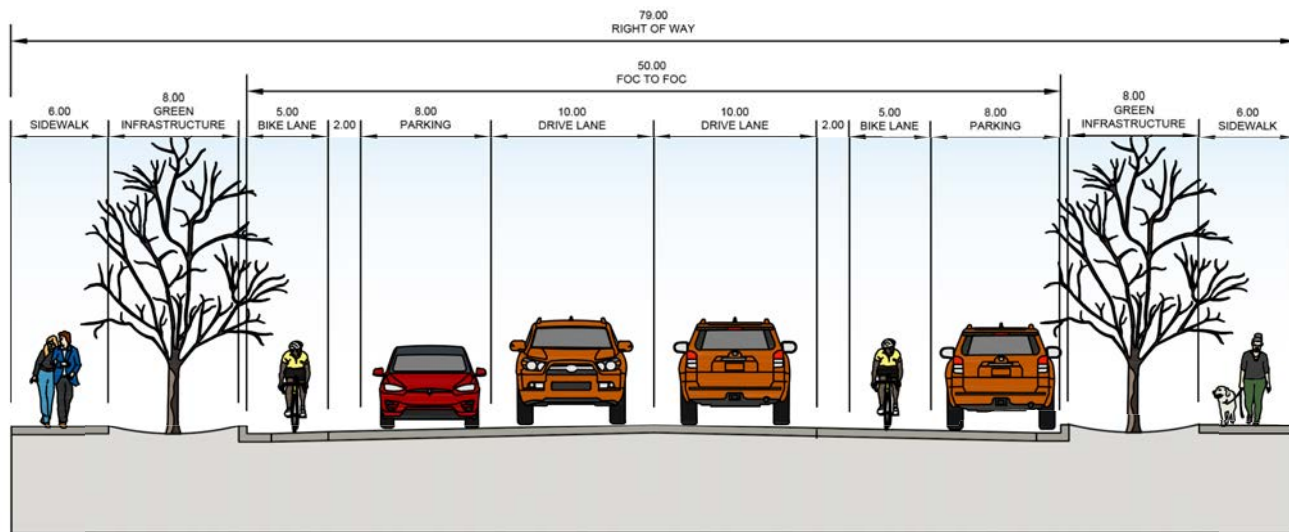 79.00
RIGHT OF WAY
50.00
FOC TO FOC
6.00
SIDEWALK
8.00
GREEN
INFRASTRUCTURE
5.00
BIKE LANE
2.00
8.00
PARKING
10.00
DRIVE LANE
10.00
DRIVE LANE
2.00
5.00
BIKE LANE
8.00
PARKING
8.00
GREEN
INFRASTRUCTURE
6.00
SIDEWALK